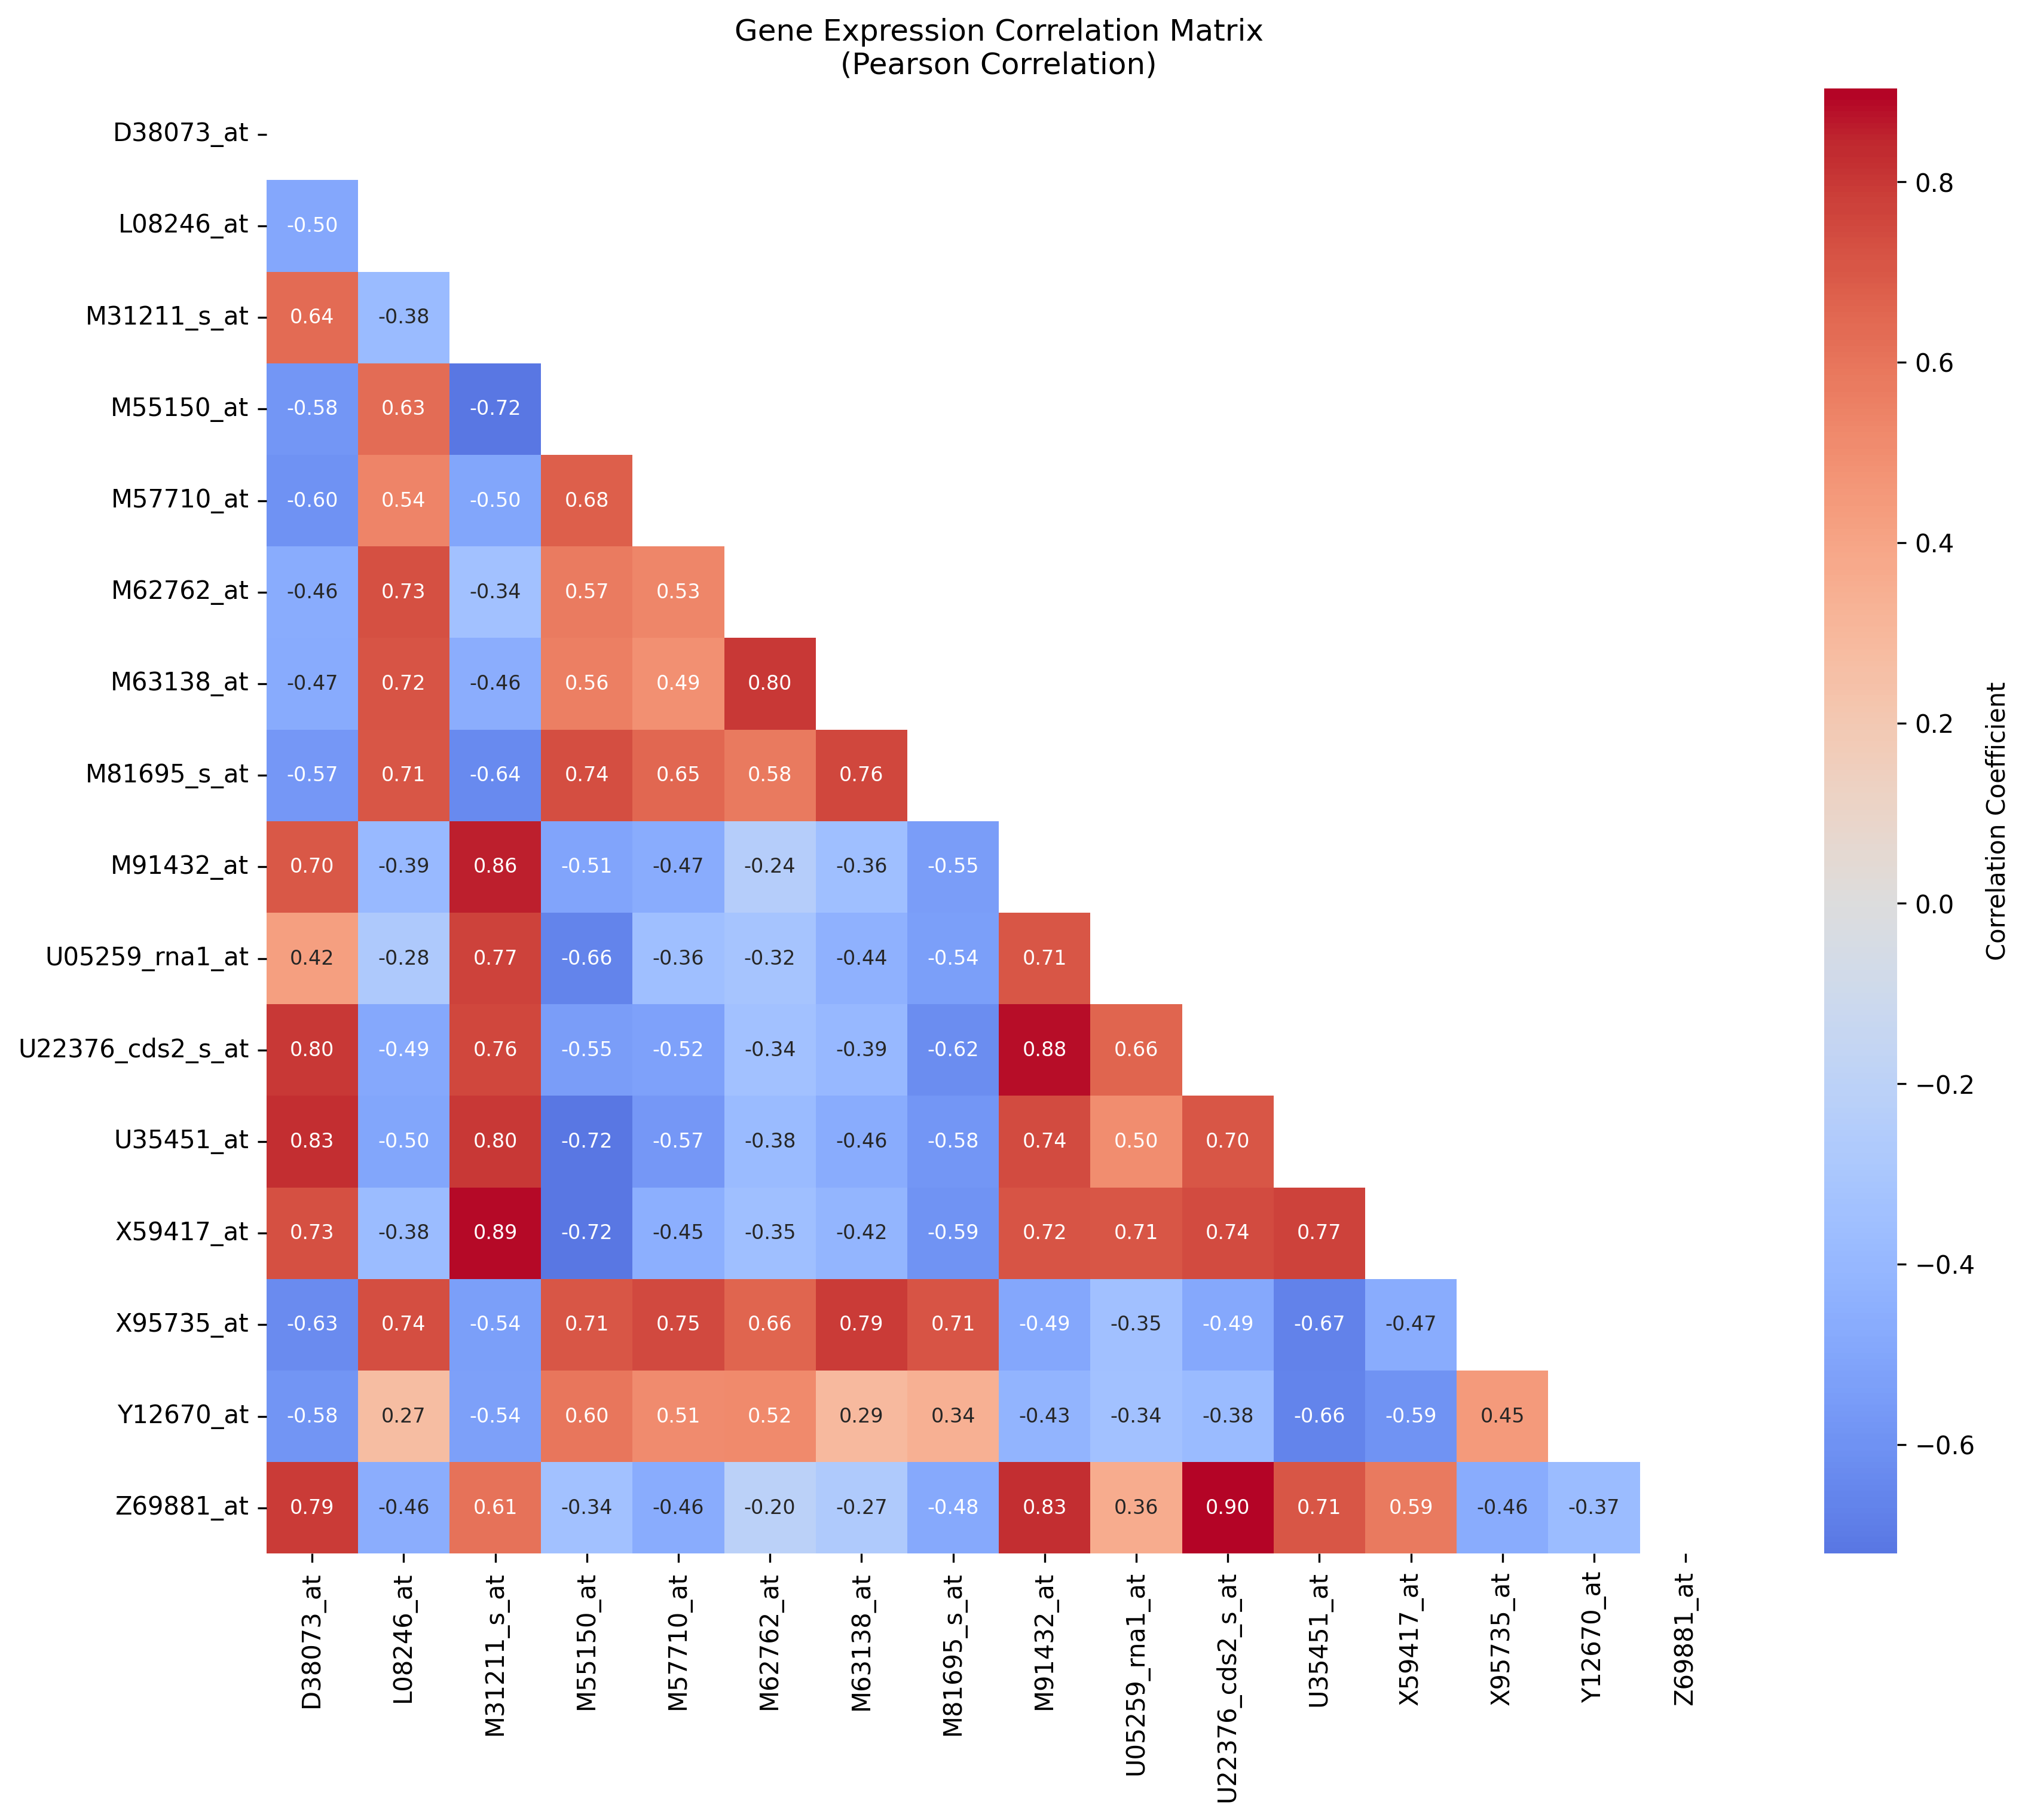 Gene Expression Correlation Matrix
(Pearson Correlation)
D38073_at
L08246_at -0.50
M31211_s_at 0.64 -0.38
M55150_at -0.58 0.63 -0.72
M57710_at -0.60 0.54 -0.50 0.68
M62762_at -0.46 0.73 -0.34 0.57 0.53
M63138_at -0.47 0.72 -0.46 0.56 0.49 0.80
M81695_s_at -0.57 0.71 -0.64 0.74 0.65 0.58 0.76
M91432_at 0.70 -0.39 0.86 -0.51 -0.47 -0.24 -0.36 -0.55
U05259_rna1_at 0.42 -0.28 0.77 -0.66 -0.36 -0.32 -0.44 -0.54 0.71
U22376_cds2_s_at 0.80 -0.49 0.76 -0.55 -0.52 -0.34 -0.39 -0.62 0.88 0.66
U35451_at 0.83 -0.50 0.80 -0.72 -0.57 -0.38 -0.46 -0.58 0.74 0.50 0.70
X59417_at 0.73 -0.38 0.89 -0.72 -0.45 -0.35 -0.42 -0.59 0.72 0.71 0.74 0.77
X95735_at -0.63 0.74 -0.54 0.71 0.75 0.66 0.79 0.71 -0.49 -0.35 -0.49 -0.67 -0.47
Y12670_at -0.58 0.27 -0.54 0.60 0.51 0.52 0.29 0.34 -0.43 -0.34 -0.38 -0.66 -0.59 0.45
Z69881_at 0.79 -0.46 0.61 -0.34 -0.46 -0.20 -0.27 -0.48 0.83 0.36 0.90 0.71 0.59 -0.46 -0.37
D38073_at
L08246_at
M31211_s_at
M55150_at
M57710_at
M62762_at
M63138_at
M81695_s_at
M91432_at
U05259_rna1_at
U22376_cds2_s_at
U35451_at
X59417_at
X95735_at
Y12670_at
Z69881_at
0.8
0.6
0.4
0.2
0.0
−0.2
−0.4
−0.6
Correlation Coefficient